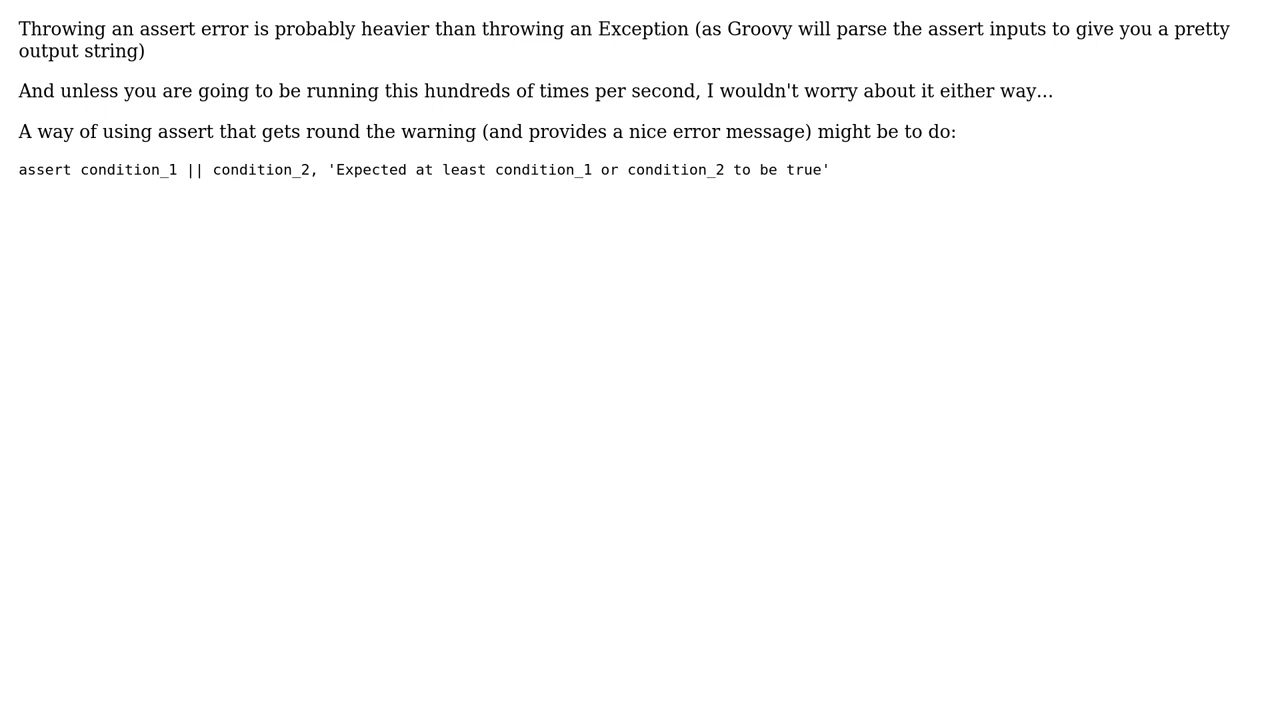 Throwing an assert error is probably heavier than throwing an Exception (as Groovy will parse the assert inputs to give you a pretty
output string)
And unless you are going to be running this hundreds of times per second, I wouldn't worry about it either way...
A way of using assert that gets round the warning (and provides a nice error message) might be to do:
assert condition_1 || condition_2, 'Expected at least condition_1 or condition_2 to be true'